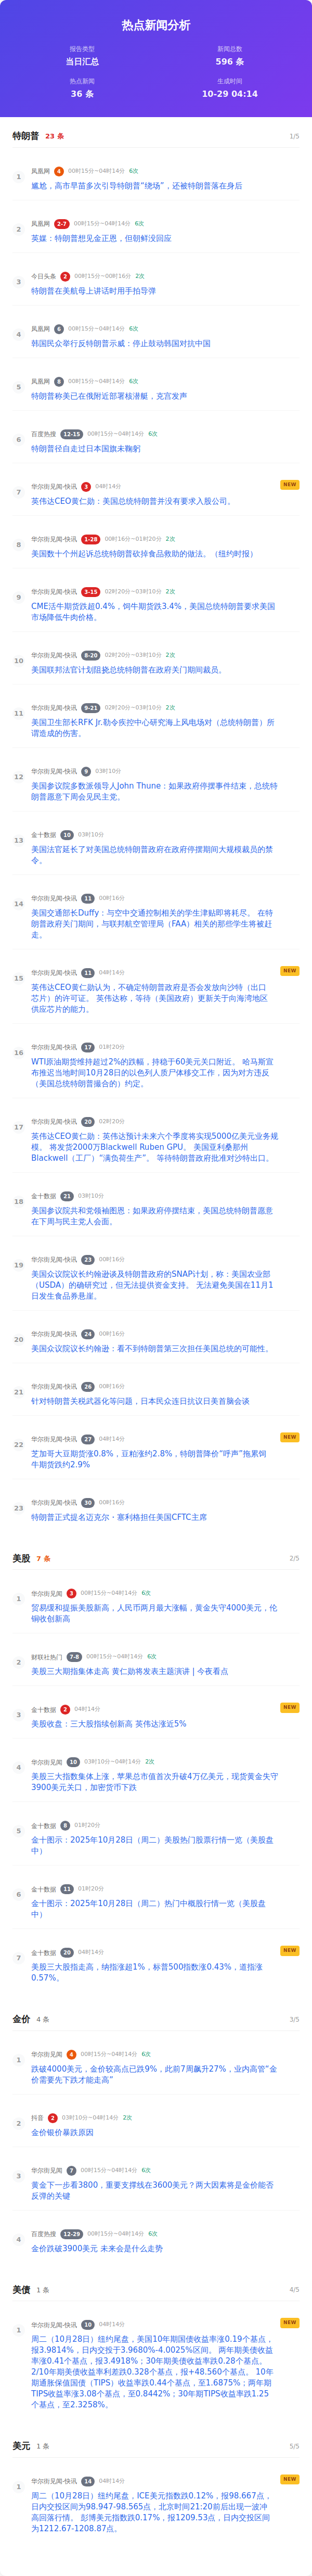 热点新闻分析
报告类型
当日汇总
新闻总数
596 条
热点新闻
36 条
生成时间
10-29 04:14
特朗普 23 条 1/5
1
凤凰网 4 00时15分~04时14分 6次
尴尬，高市早苗多次引导特朗普“绕场”，还被特朗普落在身后
2
凤凰网 2-7 00时15分~04时14分 6次
英媒：特朗普想见金正恩，但朝鲜没回应
3
今日头条 2 00时15分~00时16分 2次
特朗普在美航母上讲话时用手拍导弹
4
凤凰网 6 00时15分~04时14分 6次
韩国民众举行反特朗普示威：停止鼓动韩国对抗中国
5
凤凰网 8 00时15分~04时14分 6次
特朗普称美已在俄附近部署核潜艇，克宫发声
6
百度热搜 12-15 00时15分~04时14分 6次
特朗普径自走过日本国旗未鞠躬
7
华尔街见闻-快讯 3 04时14分 NEW
英伟达CEO黄仁勋：美国总统特朗普并没有要求入股公司。
8
华尔街见闻-快讯 1-28 00时16分~01时20分 2次
美国数十个州起诉总统特朗普砍掉食品救助的做法。（纽约时报）
9
华尔街见闻-快讯 3-15 02时20分~03时10分 2次
CME活牛期货跌超0.4%，饲牛期货跌3.4%，美国总统特朗普要求美国
市场降低牛肉价格。
10
华尔街见闻-快讯 8-20 02时20分~03时10分 2次
美国联邦法官计划阻挠总统特朗普在政府关门期间裁员。
11
华尔街见闻-快讯 9-21 02时20分~03时10分 2次
美国卫生部长RFK Jr.勒令疾控中心研究海上风电场对（总统特朗普）所
谓造成的伤害。
12
华尔街见闻-快讯 9 03时10分
美国参议院多数派领导人John Thune：如果政府停摆事件结束，总统特
朗普愿意下周会见民主党。
13
金十数据 10 03时10分
美国法官延长了对美国总统特朗普政府在政府停摆期间大规模裁员的禁
令。
14
华尔街见闻-快讯 11 00时16分
美国交通部长Duffy：与空中交通控制相关的学生津贴即将耗尽。 在特
朗普政府关门期间，与联邦航空管理局（FAA）相关的那些学生将被赶
走。
15
华尔街见闻-快讯 11 04时14分 NEW
英伟达CEO黄仁勋认为，不确定特朗普政府是否会发放向沙特（出口
芯片）的许可证。 英伟达称，等待（美国政府）更新关于向海湾地区
供应芯片的能力。
16
华尔街见闻-快讯 17 01时20分
WTI原油期货维持超过2%的跌幅，持稳于60美元关口附近。 哈马斯宣
布推迟当地时间10月28日的以色列人质尸体移交工作，因为对方违反
（美国总统特朗普撮合的）约定。
17
华尔街见闻-快讯 20 02时20分
英伟达CEO黄仁勋：英伟达预计未来六个季度将实现5000亿美元业务规
模。 将发货2000万Blackwell Ruben GPU。 美国亚利桑那州
Blackwell（工厂）“满负荷生产”。 等待特朗普政府批准对沙特出口。
18
金十数据 21 03时10分
美国参议院共和党领袖图恩：如果政府停摆结束，美国总统特朗普愿意
在下周与民主党人会面。
19
华尔街见闻-快讯 23 00时16分
美国众议院议长约翰逊谈及特朗普政府的SNAP计划，称：美国农业部
（USDA）的确研究过，但无法提供资金支持。 无法避免美国在11月1
日发生食品券悬崖。
20
华尔街见闻-快讯 24 00时16分
美国众议院议长约翰逊：看不到特朗普第三次担任美国总统的可能性。
21
华尔街见闻-快讯 26 00时16分
针对特朗普关税武器化等问题，日本民众连日抗议日美首脑会谈
22
华尔街见闻-快讯 27 04时14分 NEW
芝加哥大豆期货涨0.8%，豆粕涨约2.8%，特朗普降价“呼声”拖累饲
牛期货跌约2.9%
23
华尔街见闻-快讯 30 00时16分
特朗普正式提名迈克尔・塞利格担任美国CFTC主席
美股 7 条 2/5
1
华尔街见闻 3 00时15分~04时14分 6次
贸易缓和提振美股新高，人民币两月最大涨幅，黄金失守4000美元，伦
铜收创新高
2
财联社热门 7-8 00时15分~04时14分 6次
美股三大期指集体走高 黄仁勋将发表主题演讲 | 今夜看点
3
金十数据 2 04时14分 NEW
美股收盘：三大股指续创新高 英伟达涨近5%
4
华尔街见闻 10 03时10分~04时14分 2次
美股三大指数集体上涨，苹果总市值首次升破4万亿美元，现货黄金失守
3900美元关口，加密货币下跌
5
金十数据 8 01时20分
金十图示：2025年10月28日（周二）美股热门股票行情一览（美股盘
中）
6
金十数据 11 01时20分
金十图示：2025年10月28日（周二）热门中概股行情一览（美股盘
中）
7
金十数据 20 04时14分 NEW
美股三大股指走高，纳指涨超1%，标普500指数涨0.43%，道指涨
0.57%。
金价 4 条 3/5
1
华尔街见闻 4 00时15分~04时14分 6次
跌破4000美元，金价较高点已跌9%，此前7周飙升27%，业内高管“金
价需要先下跌才能走高”
2
抖音 2 03时10分~04时14分 2次
金价银价暴跌原因
3
华尔街见闻 7 00时15分~04时14分 6次
黄金下一步看3800，重要支撑线在3600美元？两大因素将是金价能否
反弹的关键
4
百度热搜 12-29 00时15分~04时14分 6次
金价跌破3900美元 未来会是什么走势
美债 1 条 4/5
1
华尔街见闻-快讯 10 04时14分 NEW
周二（10月28日）纽约尾盘，美国10年期国债收益率涨0.19个基点，
报3.9814%，日内交投于3.9680%-4.0025%区间。 两年期美债收益
率涨0.41个基点，报3.4918%；30年期美债收益率跌0.28个基点。
2/10年期美债收益率利差跌0.328个基点，报+48.560个基点。 10年
期通胀保值国债（TIPS）收益率跌0.44个基点，至1.6875%；两年期
TIPS收益率涨3.08个基点，至0.8442%；30年期TIPS收益率跌1.25
个基点，至2.3258%。
美元 1 条 5/5
1
华尔街见闻-快讯 14 04时14分 NEW
周二（10月28日）纽约尾盘，ICE美元指数跌0.12%，报98.667点，
日内交投区间为98.947-98.565点，北京时间21:20前后出现一波冲
高回落行情。 彭博美元指数跌0.17%，报1209.53点，日内交投区间
为1212.67-1208.87点。